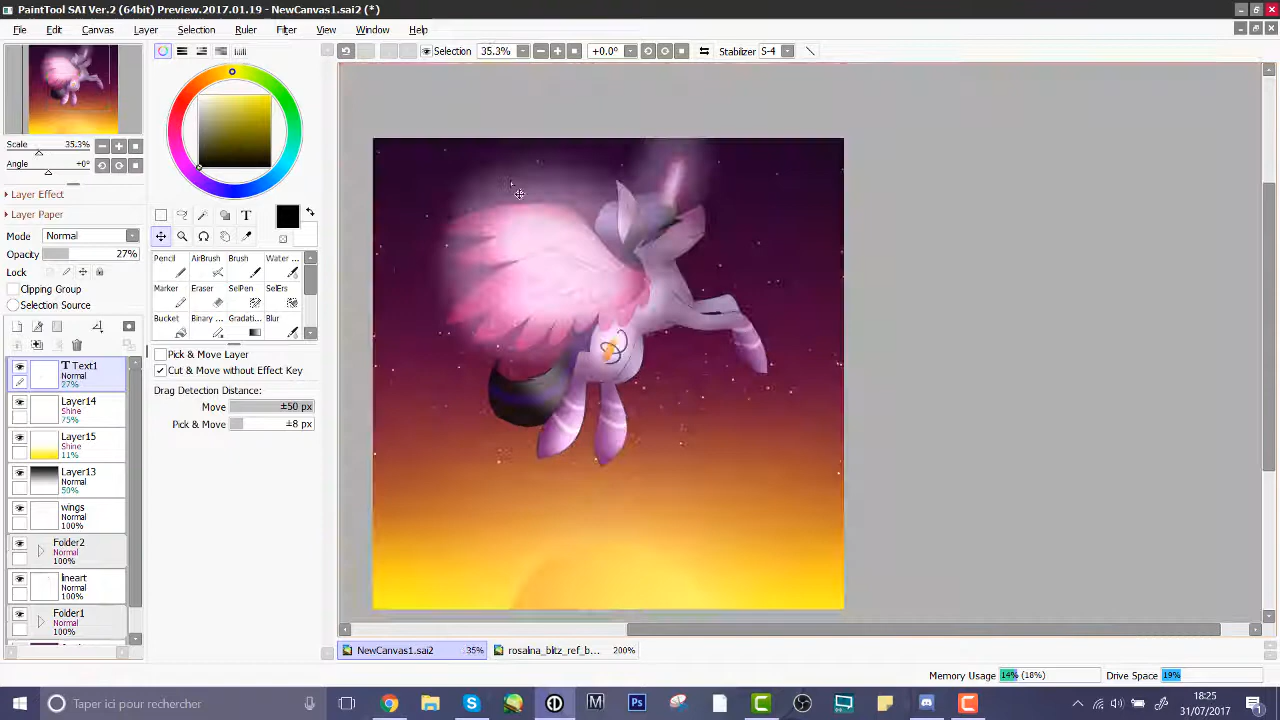 PaintTool SAI Ver.2 (64bit) Preview.2017.01.19 - NewCanvas1.sai2 (*)
File Edit Canvas Layer Selection Ruler Filter View Window Help
Selection 35.3% +0.0° Stabilizer S-4
Scale 35.3%
Angle +0°
Layer Effect
Layer Paper
Mode Normal
Opacity 27%
Lock
Clipping Group
Selection Source
T
Pencil AirBrush Brush Water ...
Marker Eraser SelPen SelErs
Bucket Binary ... Gradati... Blur
Pick & Move Layer
Cut & Move without Effect Key
Drag Detection Distance:
Move ±50 px
Pick & Move ±8 px
T Text1
Normal
27%
Layer14
Shine
75%
Layer15
Shine
11%
Layer13
Normal
50%
wings
Normal
100%
Folder2
Normal
100%
lineart
Normal
100%
Folder1
Normal
100%
NewCanvas1.sai2 35% rosalina_blitz_ref_b... 200%
Memory Usage 14% (18%) Drive Space 19%
Taper ici pour rechercher
M Ps
18:25
31/07/2017